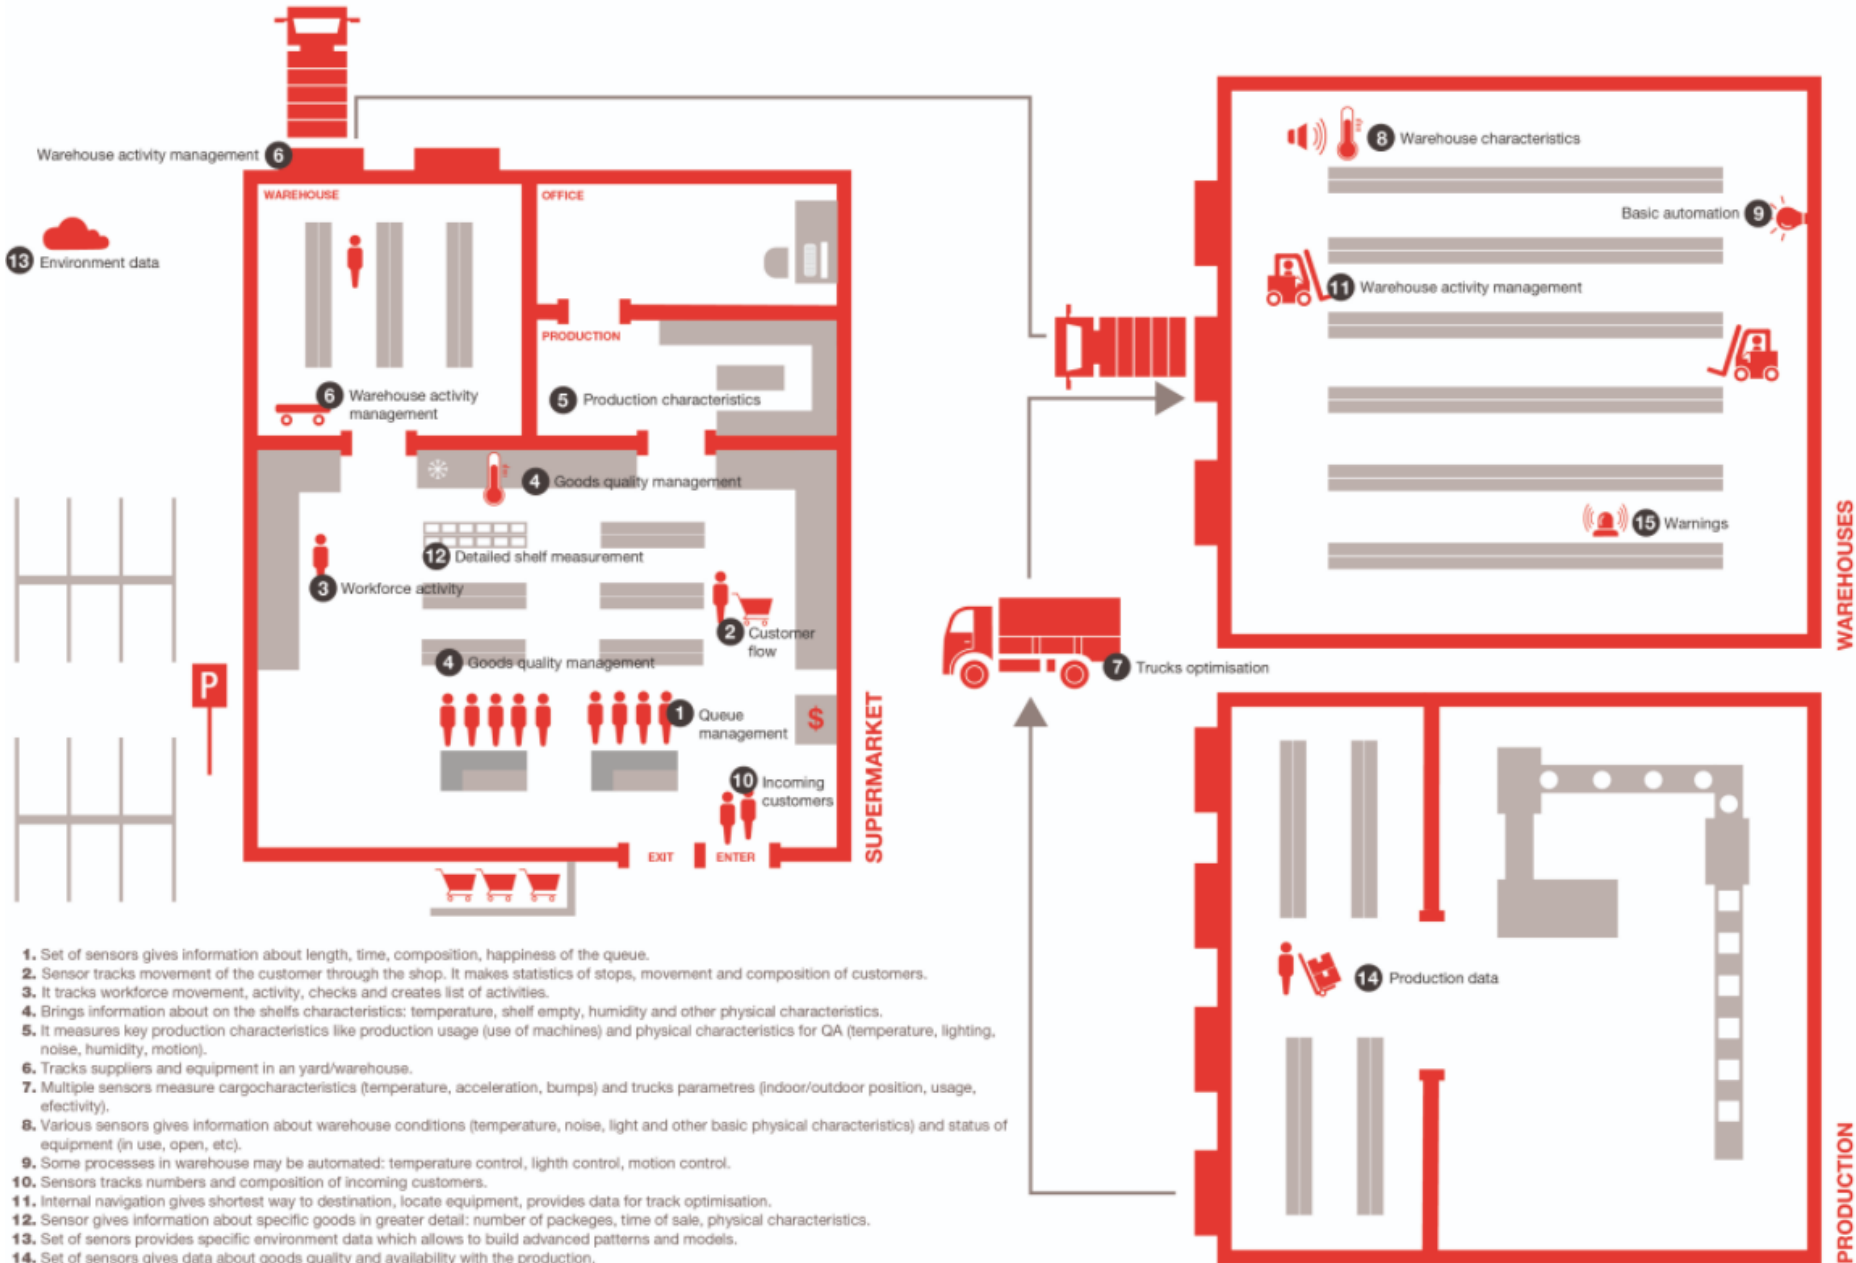 Warehouse activity management 6
WAREHOUSE
OFFICE
13 Environment data
PRODUCTION
6 Warehouse activity
management
5 Production characteristics
4 Goods quality management
12 Detailed shelf measurement
3 Workforce activity
2 Customer
flow
4 Goods quality management
P
1 Queue
management
$
10 Incoming
customers
EXIT
ENTER
SUPERMARKET
8 Warehouse characteristics
Basic automation 9
11 Warehouse activity management
15 Warnings
WAREHOUSES
7 Trucks optimisation
14 Production data
PRODUCTION
1. Set of sensors gives information about length, time, composition, happiness of the queue.
2. Sensor tracks movement of the customer through the shop. It makes statistics of stops, movement and composition of customers.
3. It tracks workforce movement, activity, checks and creates list of activities.
4. Brings information about on the shelfs characteristics: temperature, shelf empty, humidity and other physical characteristics.
5. It measures key production characteristics like production usage (use of machines) and physical characteristics for QA (temperature, lighting,
noise, humidity, motion).
6. Tracks suppliers and equipment in an yard/warehouse.
7. Multiple sensors measure cargocharacteristics (temperature, acceleration, bumps) and trucks parametres (indoor/outdoor position, usage,
efectivity).
8. Various sensors gives information about warehouse conditions (temperature, noise, light and other basic physical characteristics) and status of
equipment (in use, open, etc).
9. Some processes in warehouse may be automated: temperature control, lighth control, motion control.
10. Sensors tracks numbers and composition of incoming customers.
11. Internal navigation gives shortest way to destination, locate equipment, provides data for track optimisation.
12. Sensor gives information about specific goods in greater detail: number of packeges, time of sale, physical characteristics.
13. Set of senors provides specific environment data which allows to build advanced patterns and models.
14. Set of sensors gives data about goods quality and availability with the production.